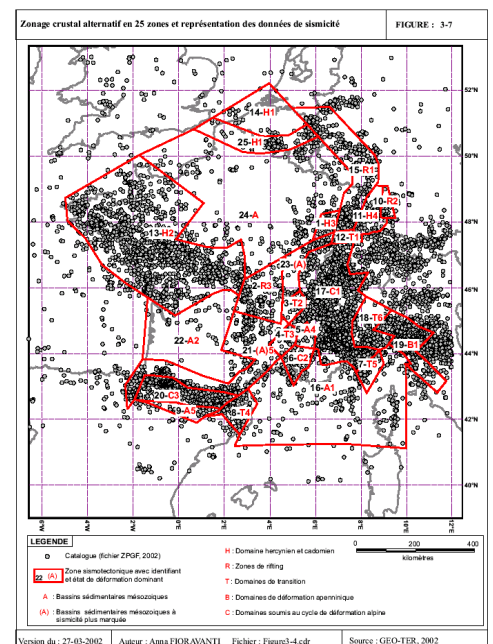 Zonage crustal alternatif en 25 zones et représentation des données de sismicité
FIGURE : 3-7
14-H1
52°N
25-H1
50°N
15-R1
10-R2
48°N
24-A
1-H3
11-H4
13-H2
12-T1
23-(A)
2-R3
17-C1
46°N
3-T2
18-T6
22-A2
4-T3
5-A4
19-B1
21-(A)5
6-C2
44°N
7-T5
20-C3
16-A1
9-A5
8-T4
42°N
40°N
6°W
4°W
2°W
0°E
2°E
4°E
6°E
8°E
10°E
12°E
LEGENDE
Catalogue (fichier ZPGF, 2002)
22 (A) Zone sismotectonique avec identifiant
et état de déformation dominant
A : Bassins sédimentaires mésozoïques
(A) : Bassins sédimentaires mésozoïques à
sismicité plus marquée
H : Domaine hercynien et cadomien
R : Zones de rifting
T : Domaines de transition
B : Domaines de déformation apenninique
C : Domaines soumis au cycle de déformation alpine
0 200 400
kilomètres
Version du : 27-03-2002 Auteur : Anna FIORAVANTI Fichier : Figure3-4.cdr Source : GEO-TER, 2002